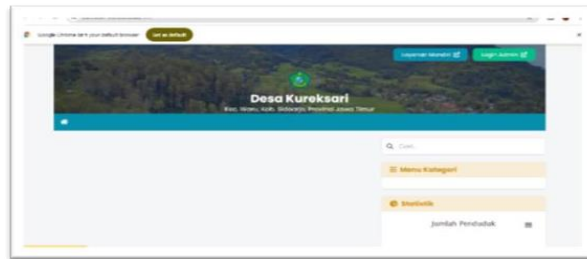 Google Chrome isn't your default browser
Set as default
Layanan Mandiri
Login Admin
Desa Kureksari
Kec. Waru, Kab. Sidoarjo, Provinsi Jawa Timur
Cari...
Menu Kategori
Statistik
Jumlah Penduduk